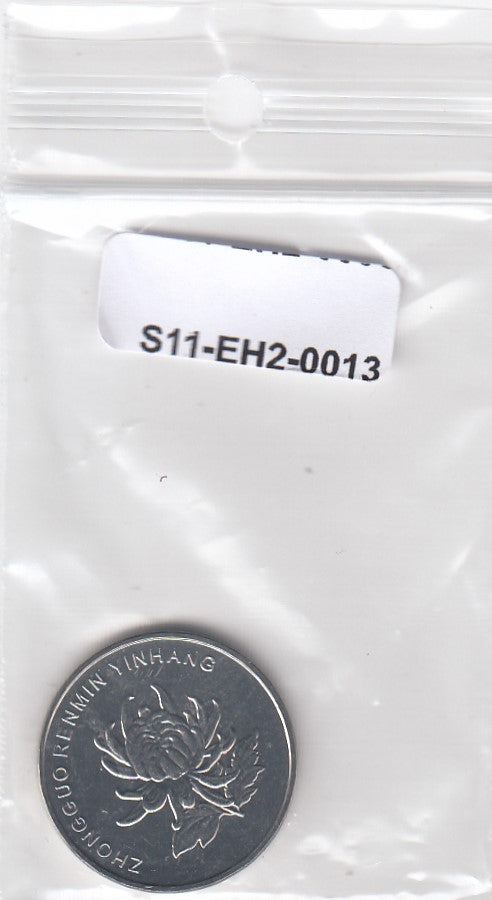 S11-EH2-0013
ZHONGGUO RENMIN YINHANG